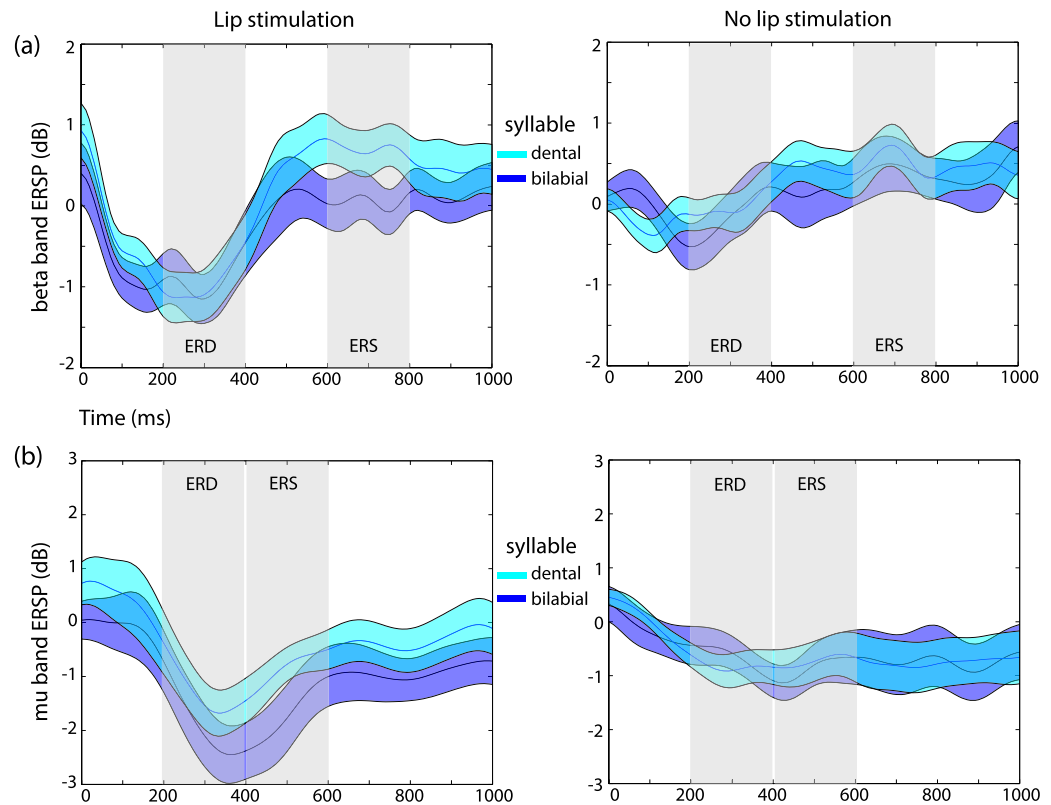 Lip stimulation
No lip stimulation
(a)
beta band ERSP (dB)
2
1
0
-1
-2
ERD
ERS
0
200
400
600
800
1000
Time (ms)
syllable
dental
bilabial
2
1
0
-1
-2
ERD
ERS
0
200
400
600
800
1000
(b)
mu band ERSP (dB)
3
2
1
0
-1
-2
-3
ERD
ERS
0
200
400
600
800
1000
syllable
dental
bilabial
3
2
1
0
-1
-2
-3
ERD
ERS
0
200
400
600
800
1000